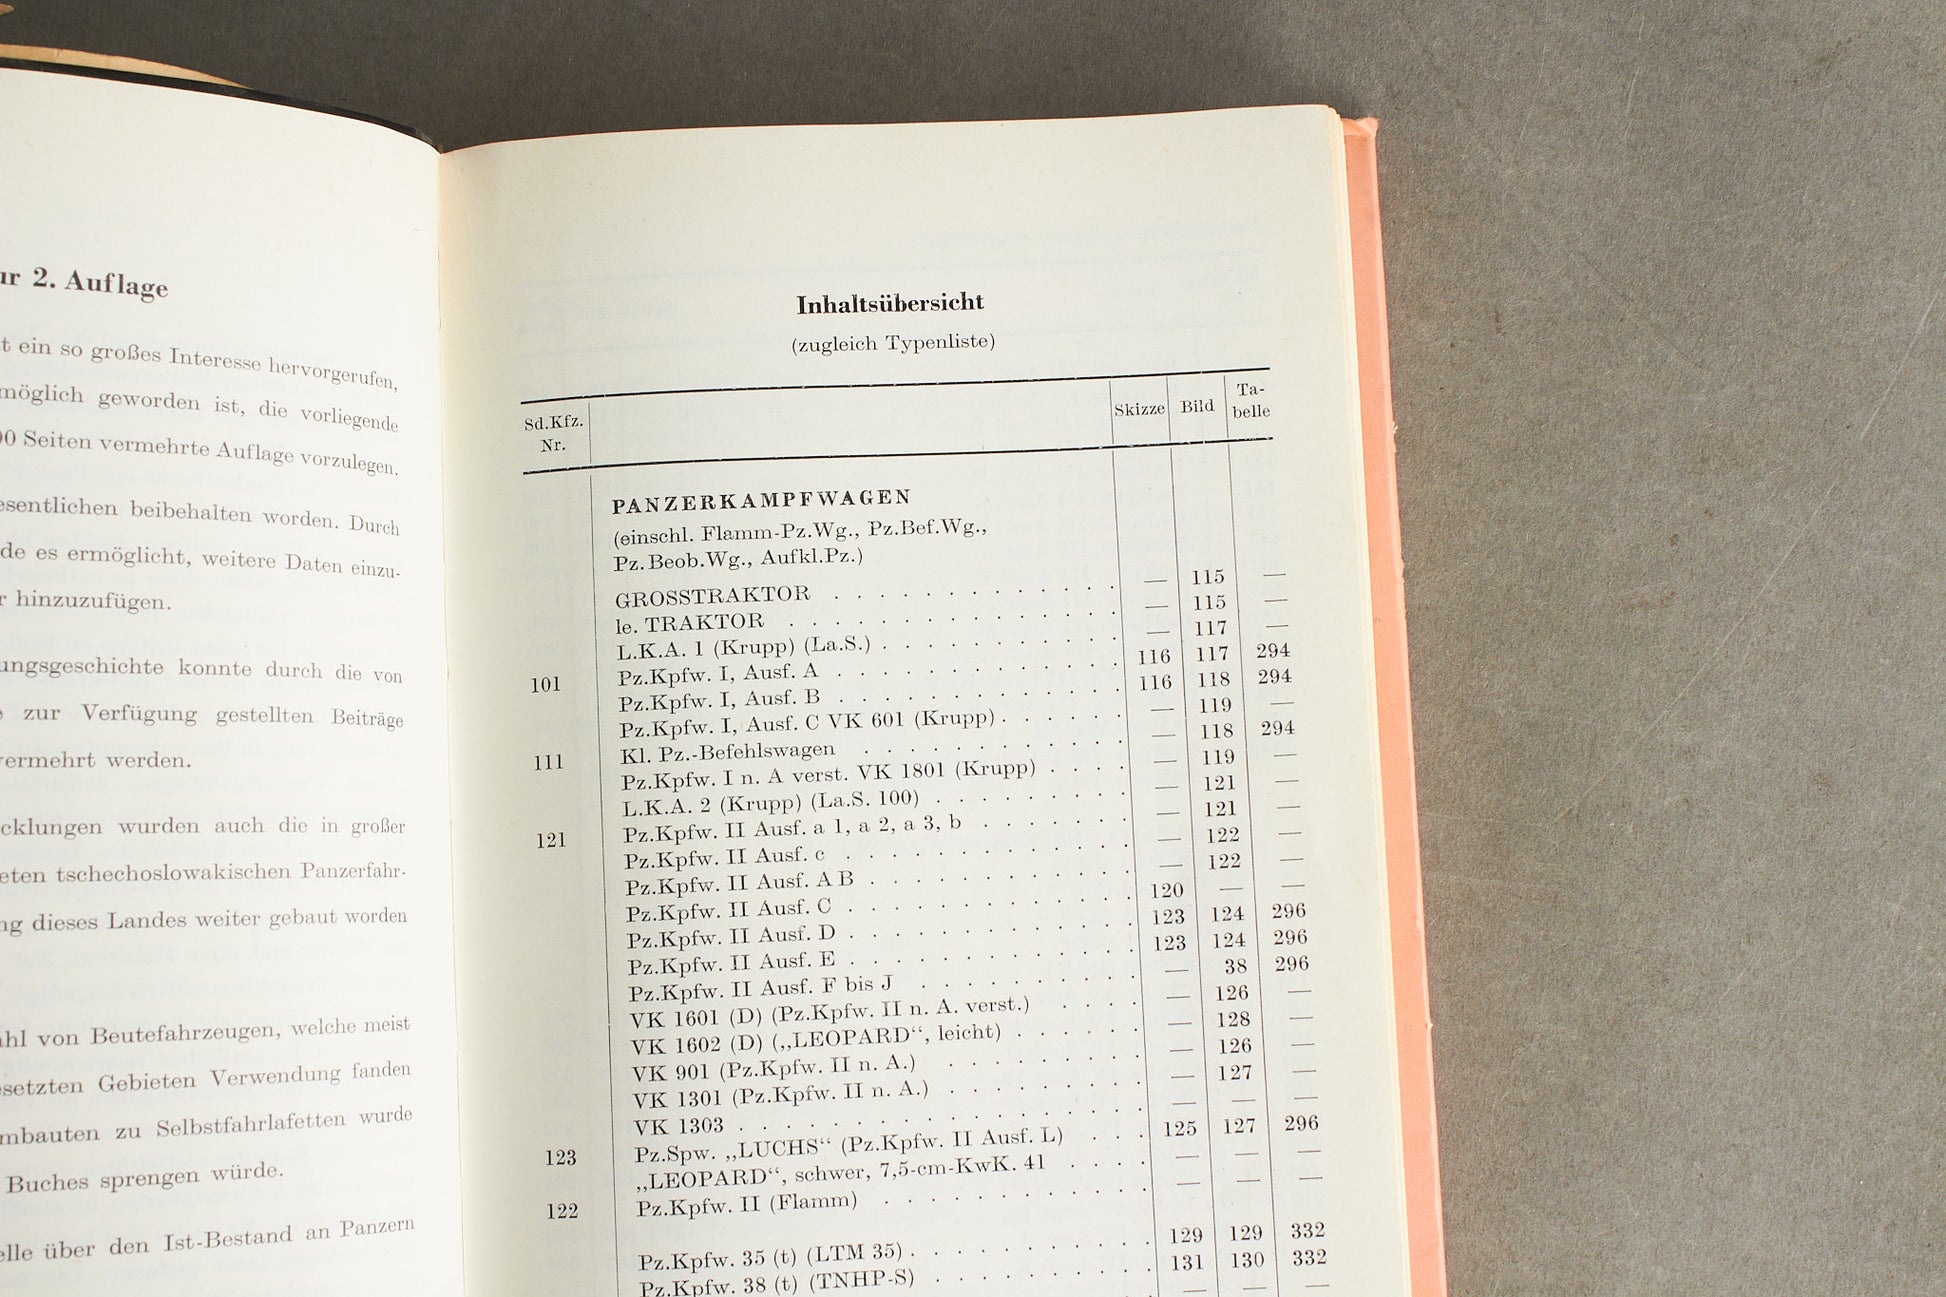 ur 2. Auflage
t ein so großes Interesse hervorgerufen,
möglich geworden ist, die vorliegende
00 Seiten vermehrte Auflage vorzulegen.
esentlichen beibehalten worden. Durch
de es ermöglicht, weitere Daten einzu-
r hinzuzufügen.
ungsgeschichte konnte durch die von
e zur Verfügung gestellten Beiträge
vermehrt werden.
cklungen wurden auch die in großer
eten tschechoslowakischen Panzerfahr-
ng dieses Landes weiter gebaut worden
ahl von Beutefahrzeugen, welche meist
esetzten Gebieten Verwendung fanden
mbauten zu Selbstfahrlafetten wurde
Buches sprengen würde.
elle über den Ist-Bestand an Panzern
Inhaltsübersicht
(zugleich Typenliste)
Sd.Kfz. Nr. Skizze Bild Ta-belle
PANZERKAMPFWAGEN
(einschl. Flamm-Pz.Wg., Pz.Bef.Wg.,
Pz.Beob.Wg., Aufkl.Pz.)
GROSSTRAKTOR . . . . . . . . . . . — 115 —
le. TRAKTOR . . . . . . . . . . . . — 115 —
L.K.A. 1 (Krupp) (La.S.) . . . . . . . . — 117 —
101 Pz.Kpfw. I, Ausf. A . . . . . . . . . . 116 117 294
Pz.Kpfw. I, Ausf. B . . . . . . . . . . 116 118 294
Pz.Kpfw. I, Ausf. C VK 601 (Krupp) . . . . . — 119 —
111 Kl. Pz.-Befehlswagen . . . . . . . . . — 118 294
Pz.Kpfw. I n. A verst. VK 1801 (Krupp) . . . . — 119 —
L.K.A. 2 (Krupp) (La.S. 100) . . . . . . . — 121 —
121 Pz.Kpfw. II Ausf. a 1, a 2, a 3, b . . . . . . — 121 —
Pz.Kpfw. II Ausf. c . . . . . . . . . . — 122 —
Pz.Kpfw. II Ausf. A B . . . . . . . . . — 122 —
Pz.Kpfw. II Ausf. C . . . . . . . . . . 120 — —
Pz.Kpfw. II Ausf. D . . . . . . . . . . 123 124 296
Pz.Kpfw. II Ausf. E . . . . . . . . . . 123 124 296
Pz.Kpfw. II Ausf. F bis J . . . . . . . . — 38 296
VK 1601 (D) (Pz.Kpfw. II n. A. verst.) . . . . — 126 —
VK 1602 (D) („LEOPARD“, leicht) . . . . . . — 128 —
VK 901 (Pz.Kpfw. II n. A.) . . . . . . . — 126 —
VK 1301 (Pz.Kpfw. II n. A.) . . . . . . . — 127 —
VK 1303 . . . . . . . . . . . . . — — —
123 Pz.Spw. „LUCHS“ (Pz.Kpfw. II Ausf. L) . . . 125 127 296
„LEOPARD“, schwer, 7,5-cm-KwK. 41 . . . . — — —
122 Pz.Kpfw. II (Flamm) . . . . . . . . . — — —
Pz.Kpfw. 35 (t) (LTM 35) . . . . . . . . . 129 129 332
Pz.Kpfw. 38 (t) (TNHP-S) . . . . . . . . 131 130 332
— — —